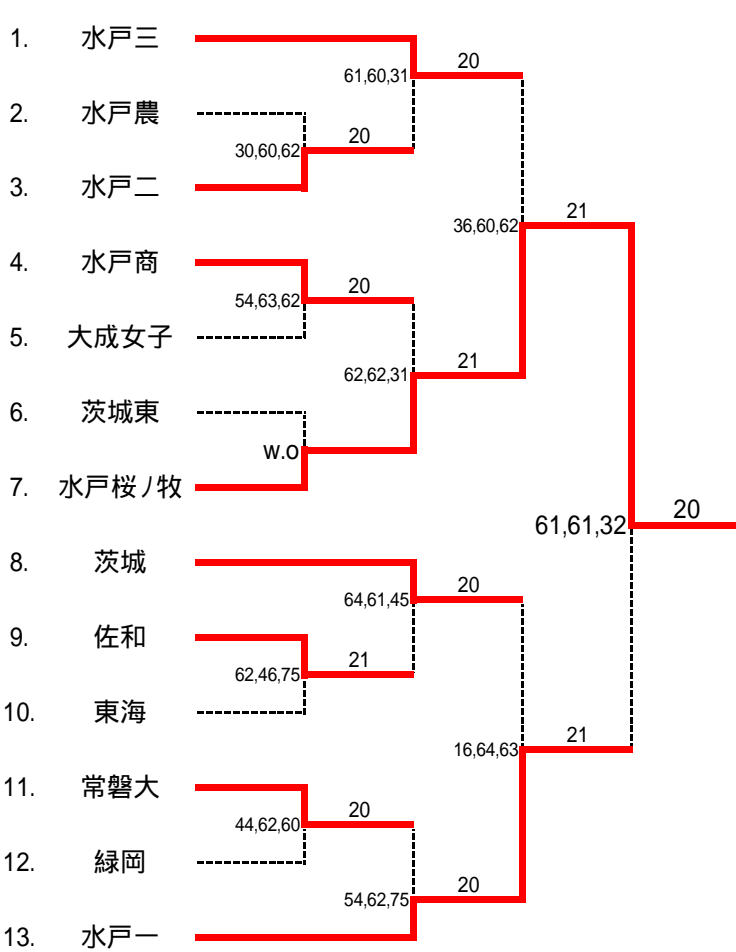 1. 水戸三
20
61,60,31
2. 水戸農
20
30,60,62
3. 水戸二
21
36,60,62
4. 水戸商
20
54,63,62
5. 大成女子
21
62,62,31
6. 茨城東
w.o
7. 水戸桜ノ牧
20
61,61,32
8. 茨城
20
64,61,45
9. 佐和
21
62,46,75
10. 東海
21
16,64,63
11. 常磐大
20
44,62,60
12. 緑岡
20
54,62,75
13. 水戸一